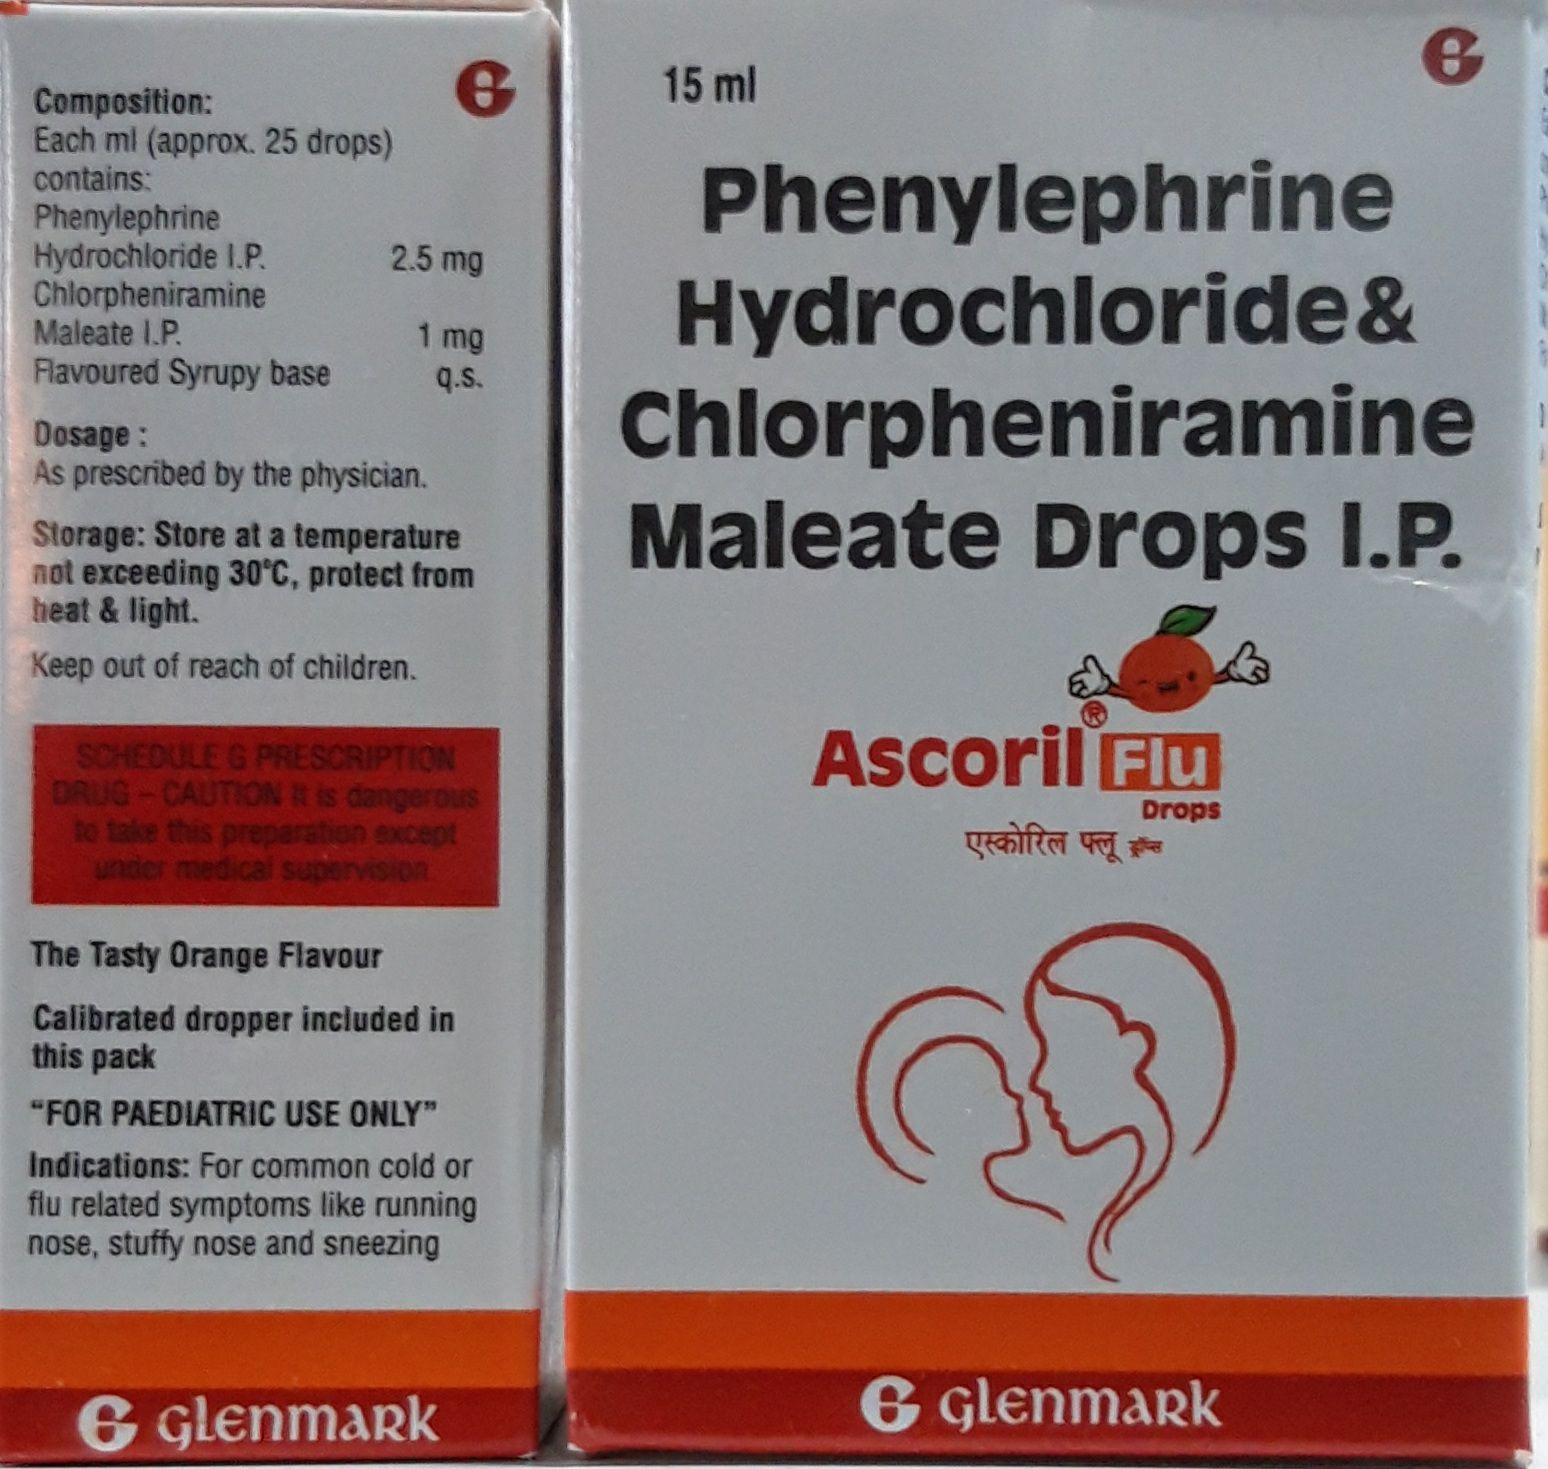 Composition:
Each ml (approx. 25 drops)
contains:
Phenylephrine
Hydrochloride I.P. 2.5 mg
Chlorpheniramine
Maleate I.P. 1 mg
Flavoured Syrupy base q.s.
Dosage :
As prescribed by the physician.
Storage: Store at a temperature
not exceeding 30°C, protect from
heat & light.
Keep out of reach of children.
SCHEDULE G PRESCRIPTION
DRUG – CAUTION It is dangerous
to take this preparation except
under medical supervision
The Tasty Orange Flavour
Calibrated dropper included in
this pack
“FOR PAEDIATRIC USE ONLY”
Indications: For common cold or
flu related symptoms like running
nose, stuffy nose and sneezing
GLENMARK
15 ml
Phenylephrine
Hydrochloride&
Chlorpheniramine
Maleate Drops I.P.
Ascoril® Flu
Drops
एस्कोरिल फ्लू ड्रॉप्स
GLENMARK